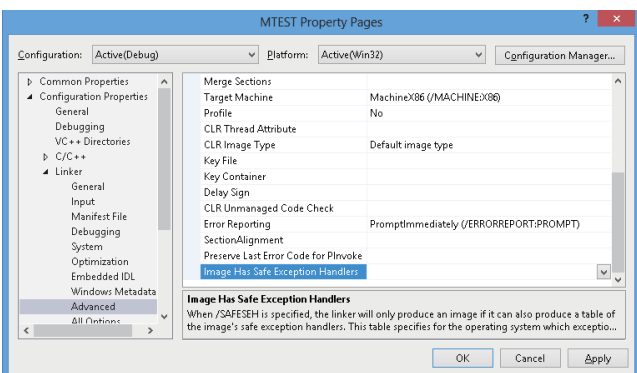 MTEST Property Pages
? ×
Configuration: Active(Debug) Platform: Active(Win32) Configuration Manager...
Common Properties
Configuration Properties
General
Debugging
VC++ Directories
C/C++
Linker
General
Input
Manifest File
Debugging
System
Optimization
Embedded IDL
Windows Metadata
Advanced
All Options
Merge Sections
Target Machine MachineX86 (/MACHINE:X86)
Profile No
CLR Thread Attribute
CLR Image Type Default image type
Key File
Key Container
Delay Sign
CLR Unmanaged Code Check
Error Reporting PromptImmediately (/ERRORREPORT:PROMPT)
SectionAlignment
Preserve Last Error Code for PInvoke
Image Has Safe Exception Handlers
Image Has Safe Exception Handlers
When /SAFESEH is specified, the linker will only produce an image if it can also produce a table of
the image's safe exception handlers. This table specifies for the operating system which exceptio...
OK Cancel Apply